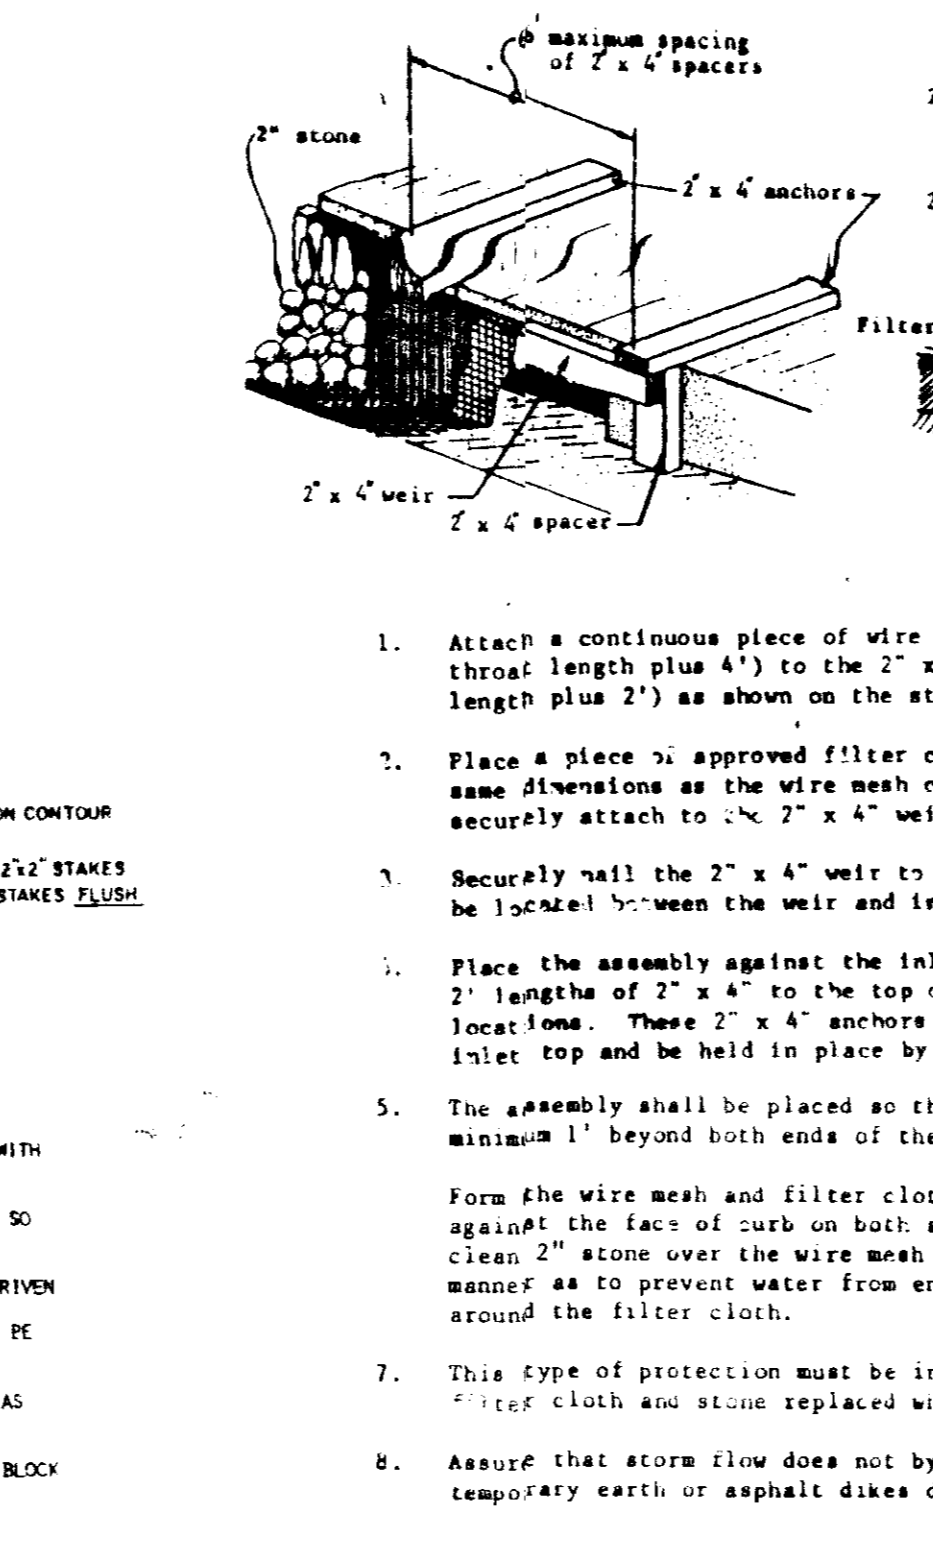 6' maximum spacing
of 2" x 4" spacers
2" stone
2" x 4" anchors
Filter
2" x 4" weir
2" x 4" spacer
1. Attach a continuous piece of wire
throat length plus 4') to the 2" x
length plus 2') as shown on the st
2. Place a piece of approved filter c
same dimensions as the wire mesh
securely attach to the 2" x 4" wei
3. Securely nail the 2" x 4" weir to
be located between the weir and in
Place the assembly against the inl
2' lengths of 2" x 4" to the top
locations. These 2" x 4" anchors
inlet top and be held in place by
5. The assembly shall be placed so th
minimum 1' beyond both ends of the
Form the wire mesh and filter clot
against the face of curb on both s
clean 2" stone over the wire mesh
manner as to prevent water from en
around the filter cloth.
7. This type of protection must be in
filter cloth and stone replaced wi
8. Assure that storm flow does not by
temporary earth or asphalt dikes
ON CONTOUR
2"x2" STAKES
STAKES FLUSH
WITH
SO
RIVEN
PE
AS
BLOCK